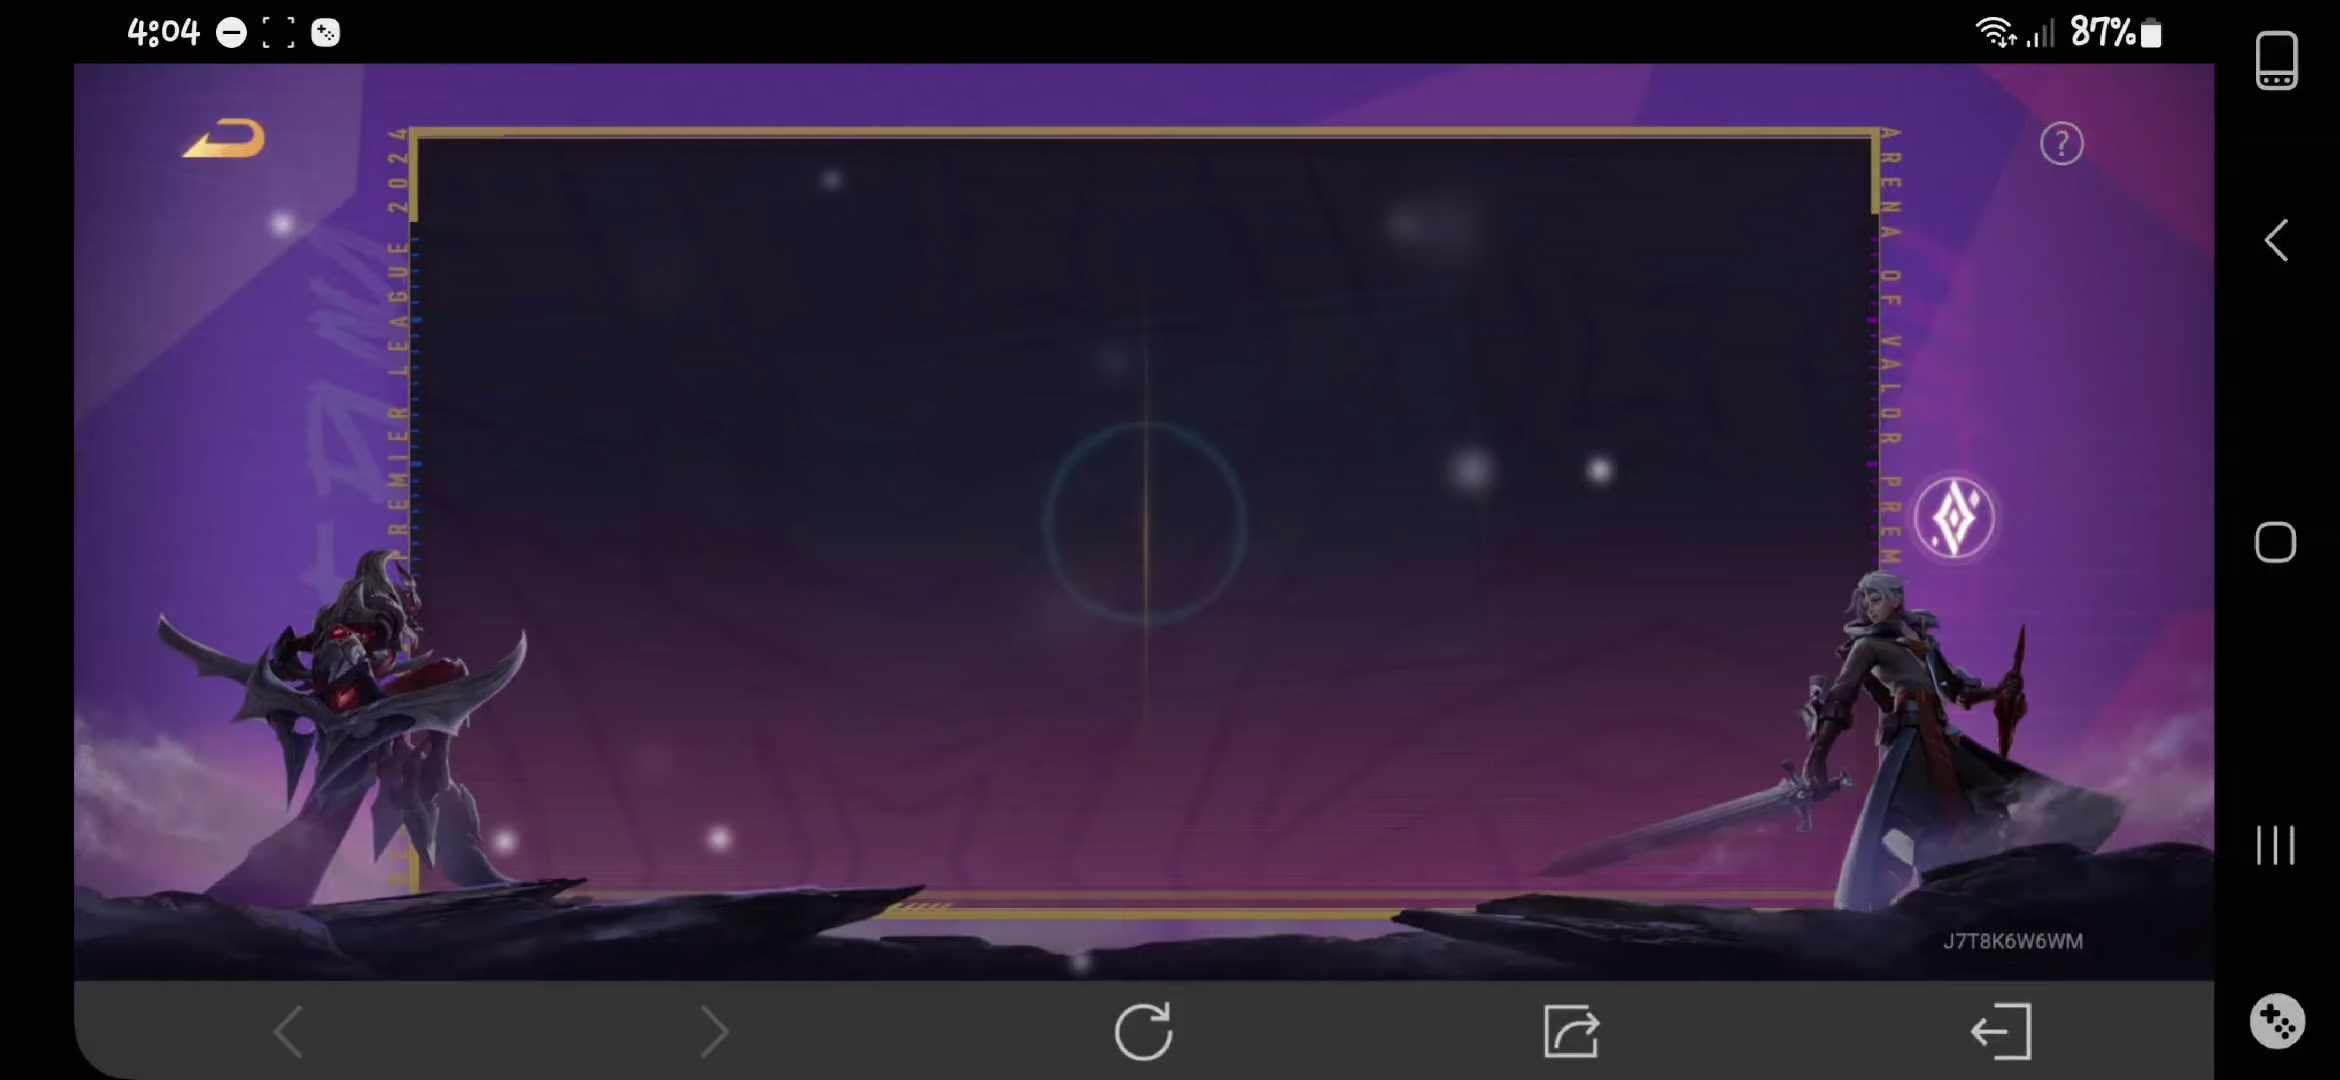 4:04
87%
PREMIER LEAGUE 2024
ARENA OF VALOR PREM
J7T8K6W6WM